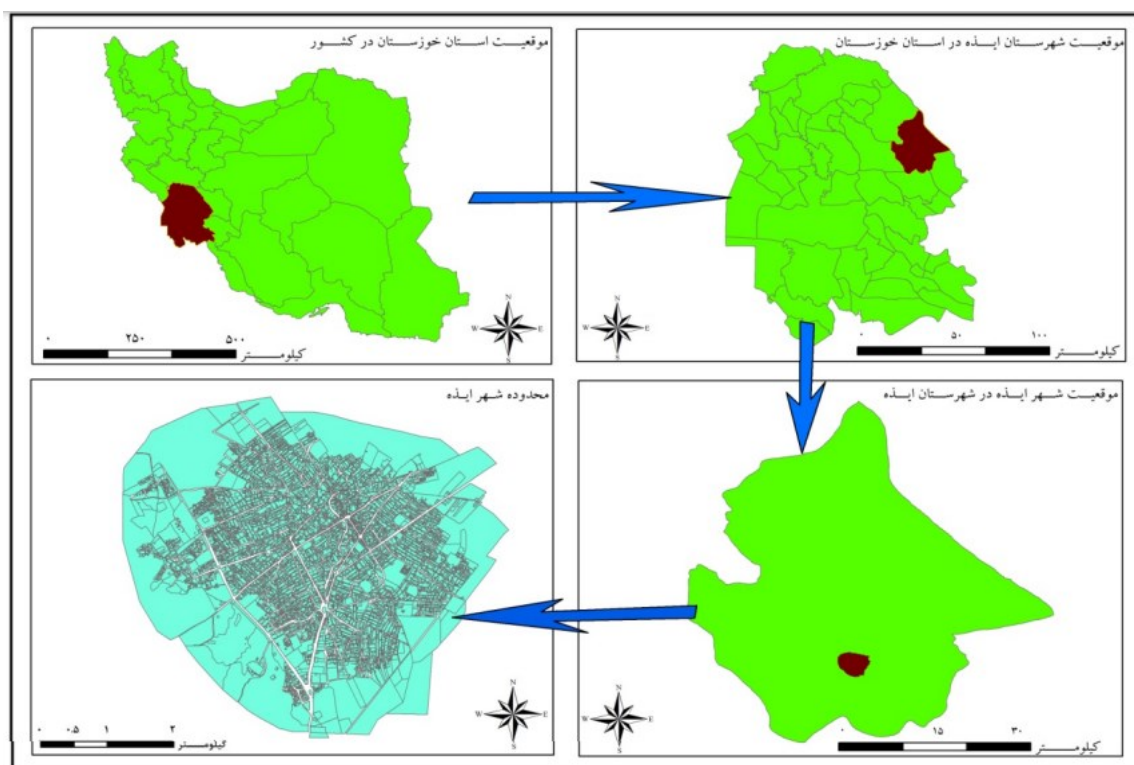 موقعیت استان خوزستان در کشور
N
W E
S
۰ ۲۵۰ ۵۰۰
کیلومتر
موقعیت شهرستان ایذه در استان خوزستان
N
W E
S
۰ ۵۰ ۱۰۰
کیلومتر
محدوده شهر ایذه
N
W E
S
۰ ۰.۵ ۱ ۲
کیلومتر
موقعیت شهر ایذه در شهرستان ایذه
N
W E
S
۰ ۱۵ ۳۰
کیلومتر